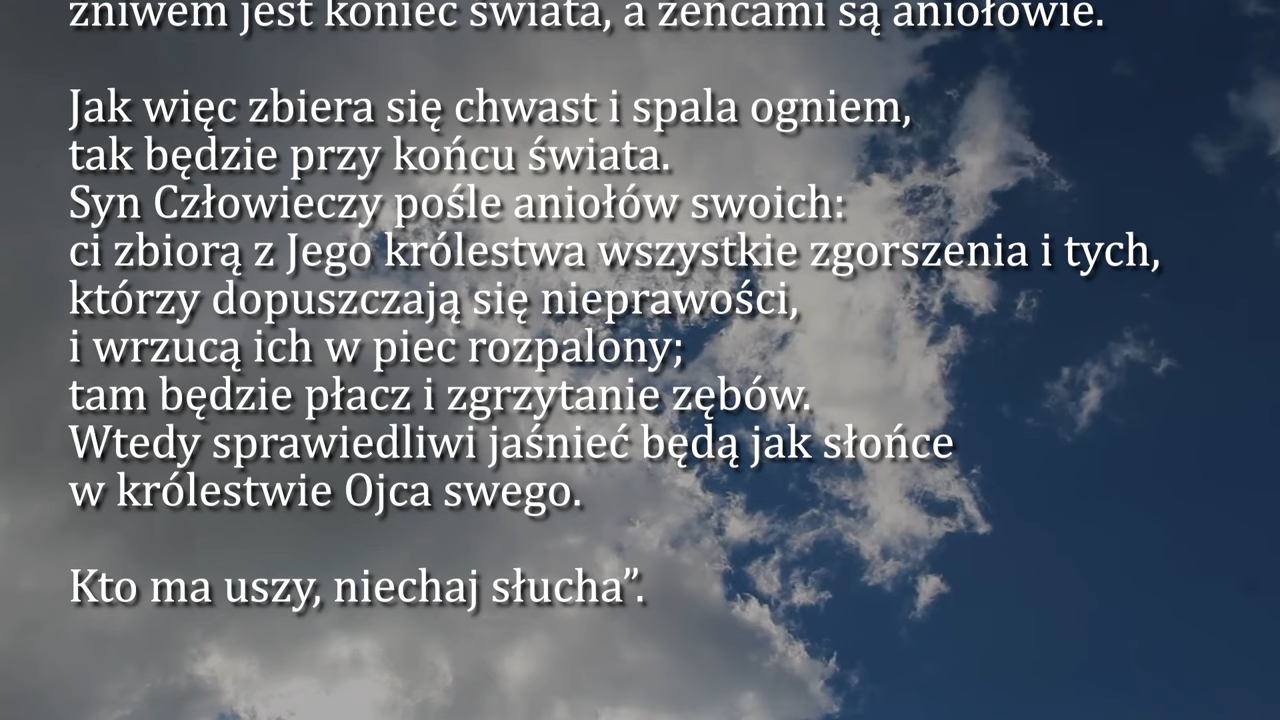 żniwem jest koniec świata, a żeńcami są aniołowie.
Jak więc zbiera się chwast i spala ogniem,
tak będzie przy końcu świata.
Syn Człowieczy pośle aniołów swoich:
ci zbiorą z Jego królestwa wszystkie zgorszenia i tych,
którzy dopuszczają się nieprawości,
i wrzucą ich w piec rozpalony;
tam będzie płacz i zgrzytanie zębów.
Wtedy sprawiedliwi jaśnieć będą jak słońce
w królestwie Ojca swego.
Kto ma uszy, niechaj słucha”.